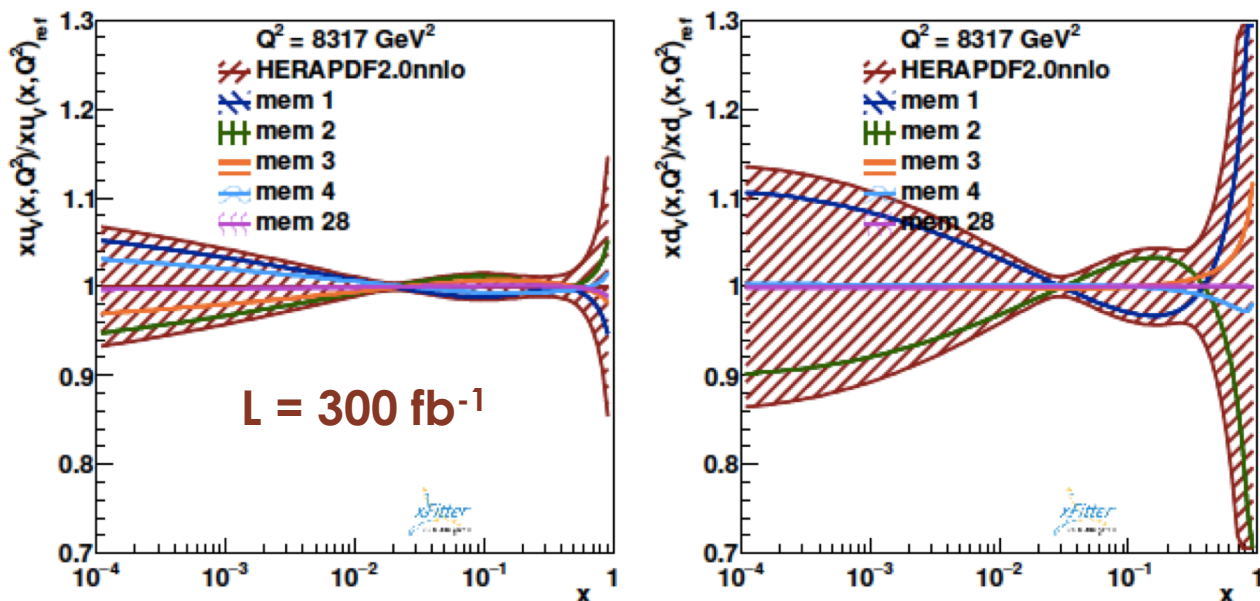 xu_V(x,Q²)/xu_V(x,Q²)_ref
1.3
1.2
1.1
1
0.9
0.8
0.7
Q² = 8317 GeV²
HERAPDF2.0nnlo
mem 1
mem 2
mem 3
mem 4
mem 28
L = 300 fb⁻¹
xFitter
10⁻⁴
10⁻³
10⁻²
10⁻¹
1
x
xd_V(x,Q²)/xd_V(x,Q²)_ref
1.3
1.2
1.1
1
0.9
0.8
0.7
Q² = 8317 GeV²
HERAPDF2.0nnlo
mem 1
mem 2
mem 3
mem 4
mem 28
xFitter
10⁻⁴
10⁻³
10⁻²
10⁻¹
1
x